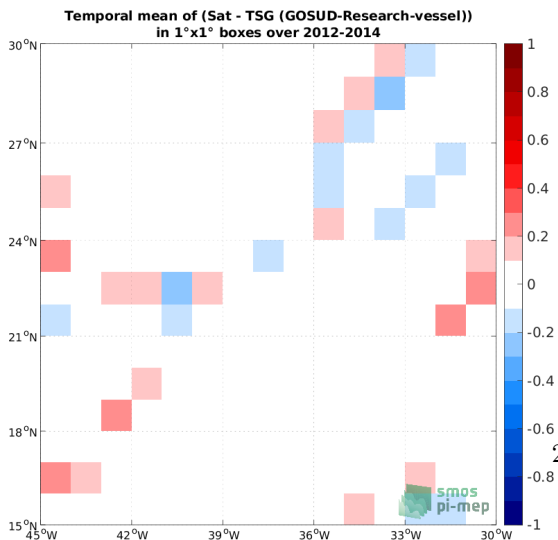 Temporal mean of (Sat - TSG (GOSUD-Research-vessel))
in 1°x1° boxes over 2012-2014
30°N
27°N
24°N
21°N
18°N
15°N
45°W
42°W
39°W
36°W
33°W
30°W
1
0.8
0.6
0.4
0.2
0
-0.2
-0.4
-0.6
-0.8
-1
smos
pi-mep